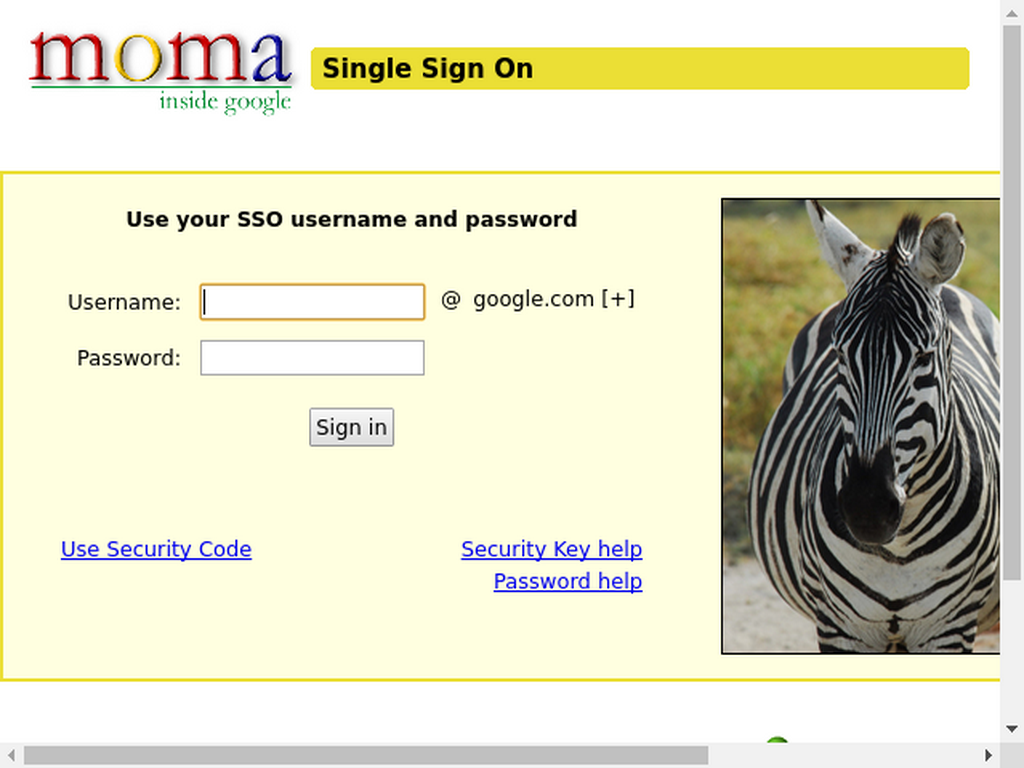 moma
inside google
Single Sign On
Use your SSO username and password
Username:
@ google.com [+]
Password:
Sign in
Use Security Code
Security Key help
Password help